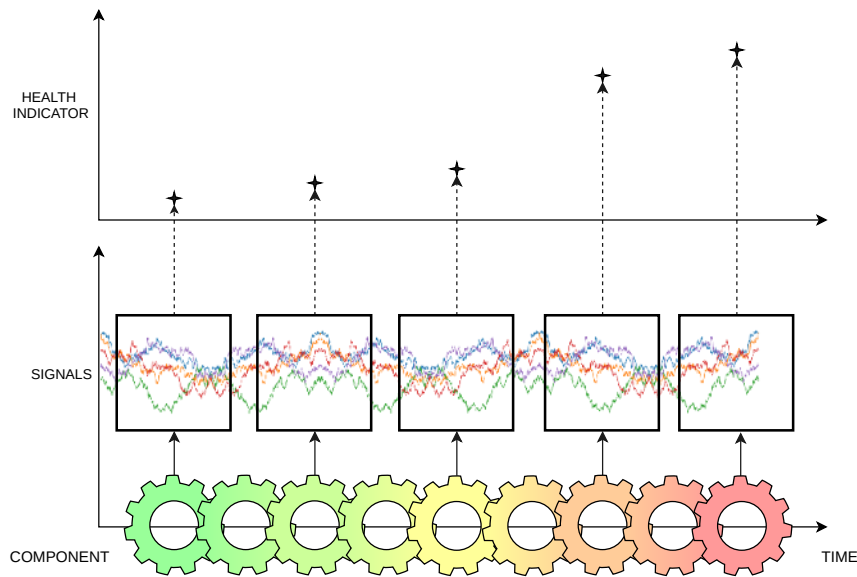 HEALTH
INDICATOR
SIGNALS
COMPONENT
TIME